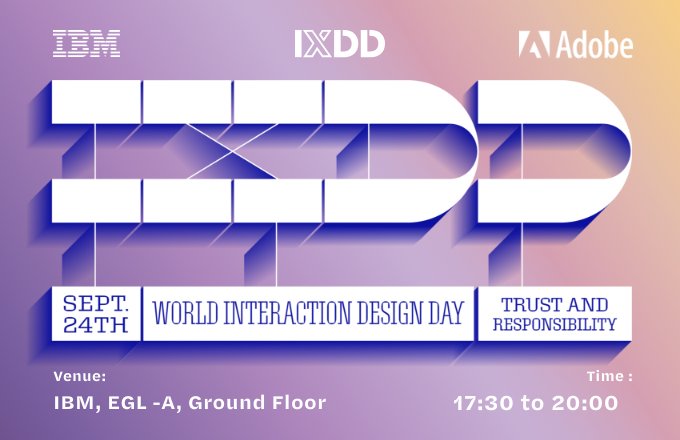 IBM
IXDD
Adobe
IXDD
SEPT.
24TH
WORLD INTERACTION DESIGN DAY
TRUST AND
RESPONSIBILITY
Venue:
IBM, EGL -A, Ground Floor
Time :
17:30 to 20:00